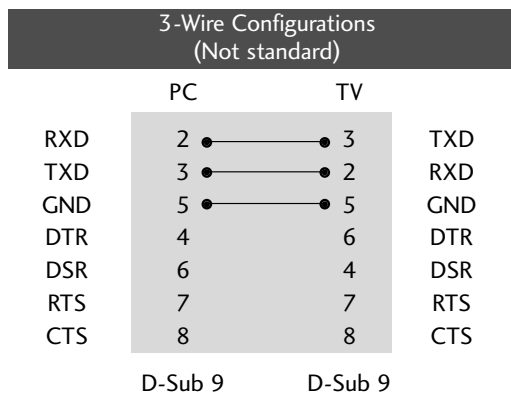 3-Wire Configurations
(Not standard)
PC TV
RXD 2 3 TXD
TXD 3 2 RXD
GND 5 5 GND
DTR 4 6 DTR
DSR 6 4 DSR
RTS 7 7 RTS
CTS 8 8 CTS
D-Sub 9 D-Sub 9